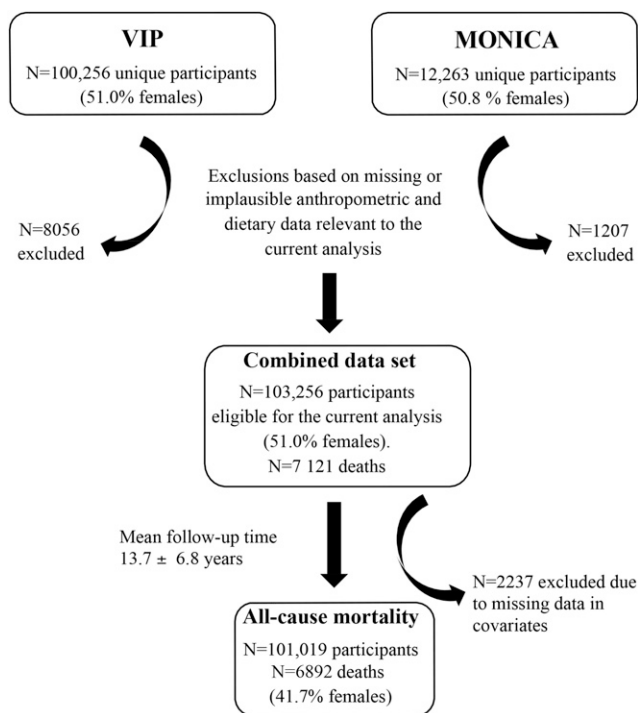 VIP
N=100,256 unique participants
(51.0% females)
MONICA
N=12,263 unique participants
(50.8 % females)
Exclusions based on missing or
implausible anthropometric and
dietary data relevant to the
current analysis
N=8056
excluded
N=1207
excluded
Combined data set
N=103,256 participants
eligible for the current analysis
(51.0% females).
N=7 121 deaths
Mean follow-up time
13.7 ± 6.8 years
N=2237 excluded due
to missing data in
covariates
All-cause mortality
N=101,019 participants
N=6892 deaths
(41.7% females)